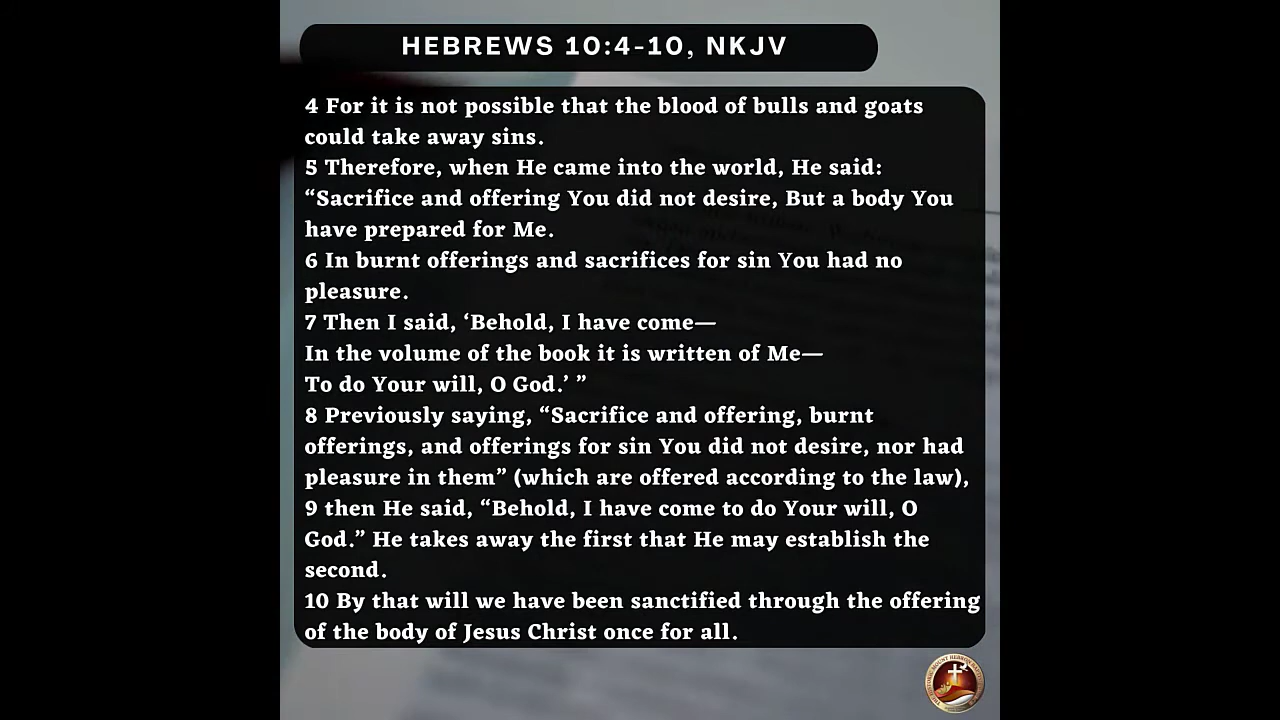 HEBREWS 10:4-10, NKJV
4 For it is not possible that the blood of bulls and goats
could take away sins.
5 Therefore, when He came into the world, He said:
“Sacrifice and offering You did not desire, But a body You
have prepared for Me.
6 In burnt offerings and sacrifices for sin You had no
pleasure.
7 Then I said, ‘Behold, I have come—
In the volume of the book it is written of Me—
To do Your will, O God.’ ”
8 Previously saying, “Sacrifice and offering, burnt
offerings, and offerings for sin You did not desire, nor had
pleasure in them” (which are offered according to the law),
9 then He said, “Behold, I have come to do Your will, O
God.” He takes away the first that He may establish the
second.
10 By that will we have been sanctified through the offering
of the body of Jesus Christ once for all.